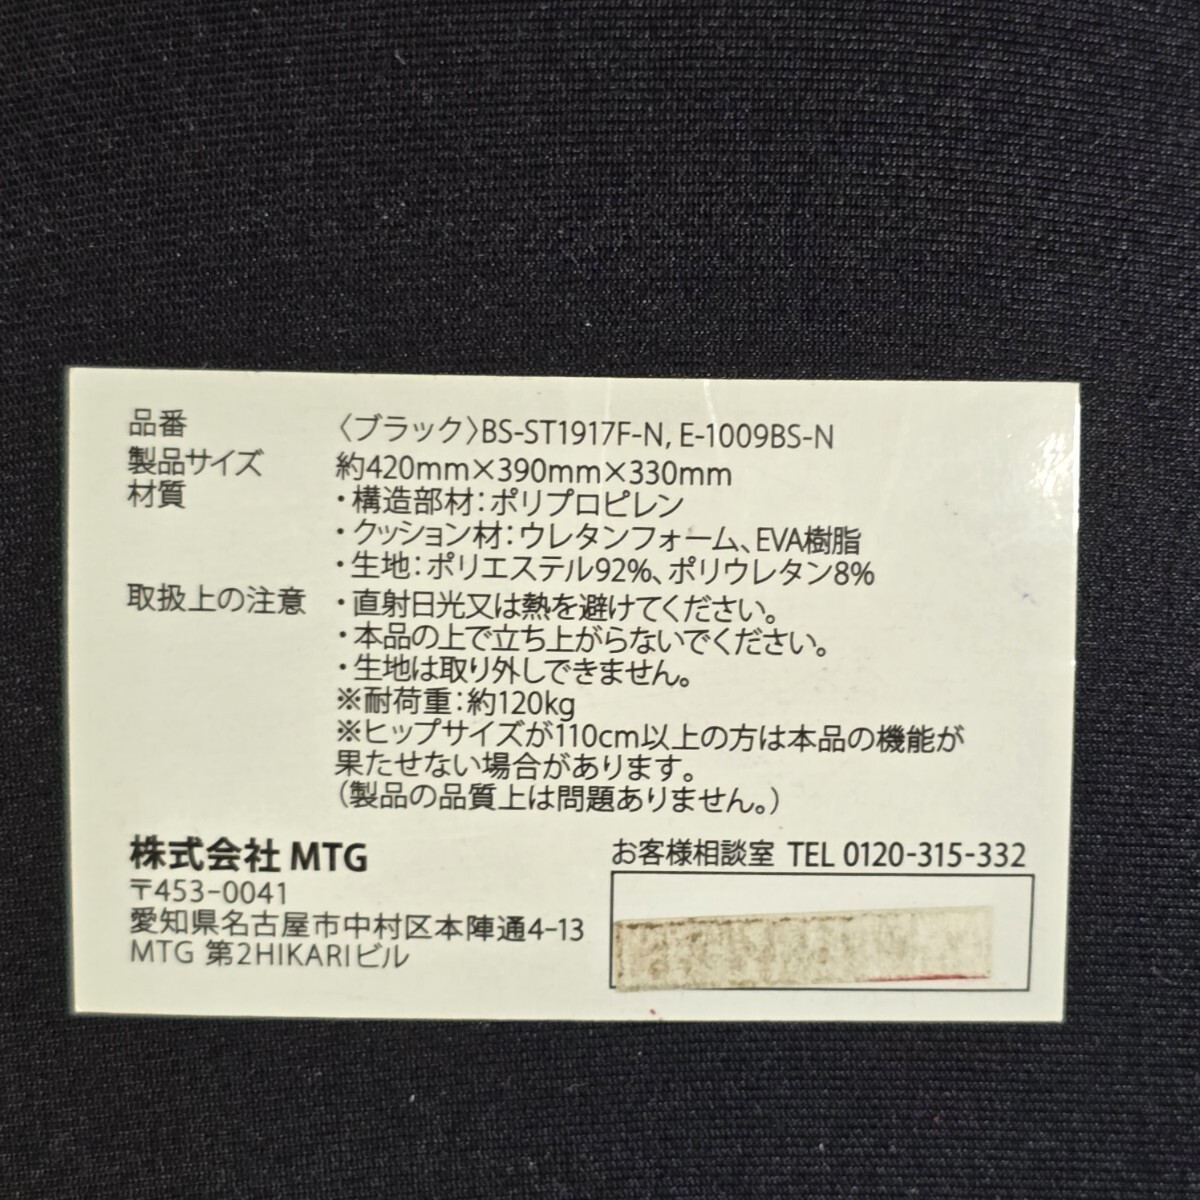 品番 〈ブラック〉BS-ST1917F-N, E-1009BS-N
製品サイズ 約420mm×390mm×330mm
材質 ・構造部材：ポリプロピレン
・クッション材：ウレタンフォーム、EVA樹脂
・生地：ポリエステル92%、ポリウレタン8%
取扱上の注意 ・直射日光又は熱を避けてください。
・本品の上で立ち上がらないでください。
・生地は取り外しできません。
※耐荷重：約120kg
※ヒップサイズが110cm以上の方は本品の機能が
果たせない場合があります。
（製品の品質上は問題ありません。）
株式会社 MTG
〒453-0041
愛知県名古屋市中村区本陣通4-13
MTG 第2HIKARIビル
お客様相談室 TEL 0120-315-332